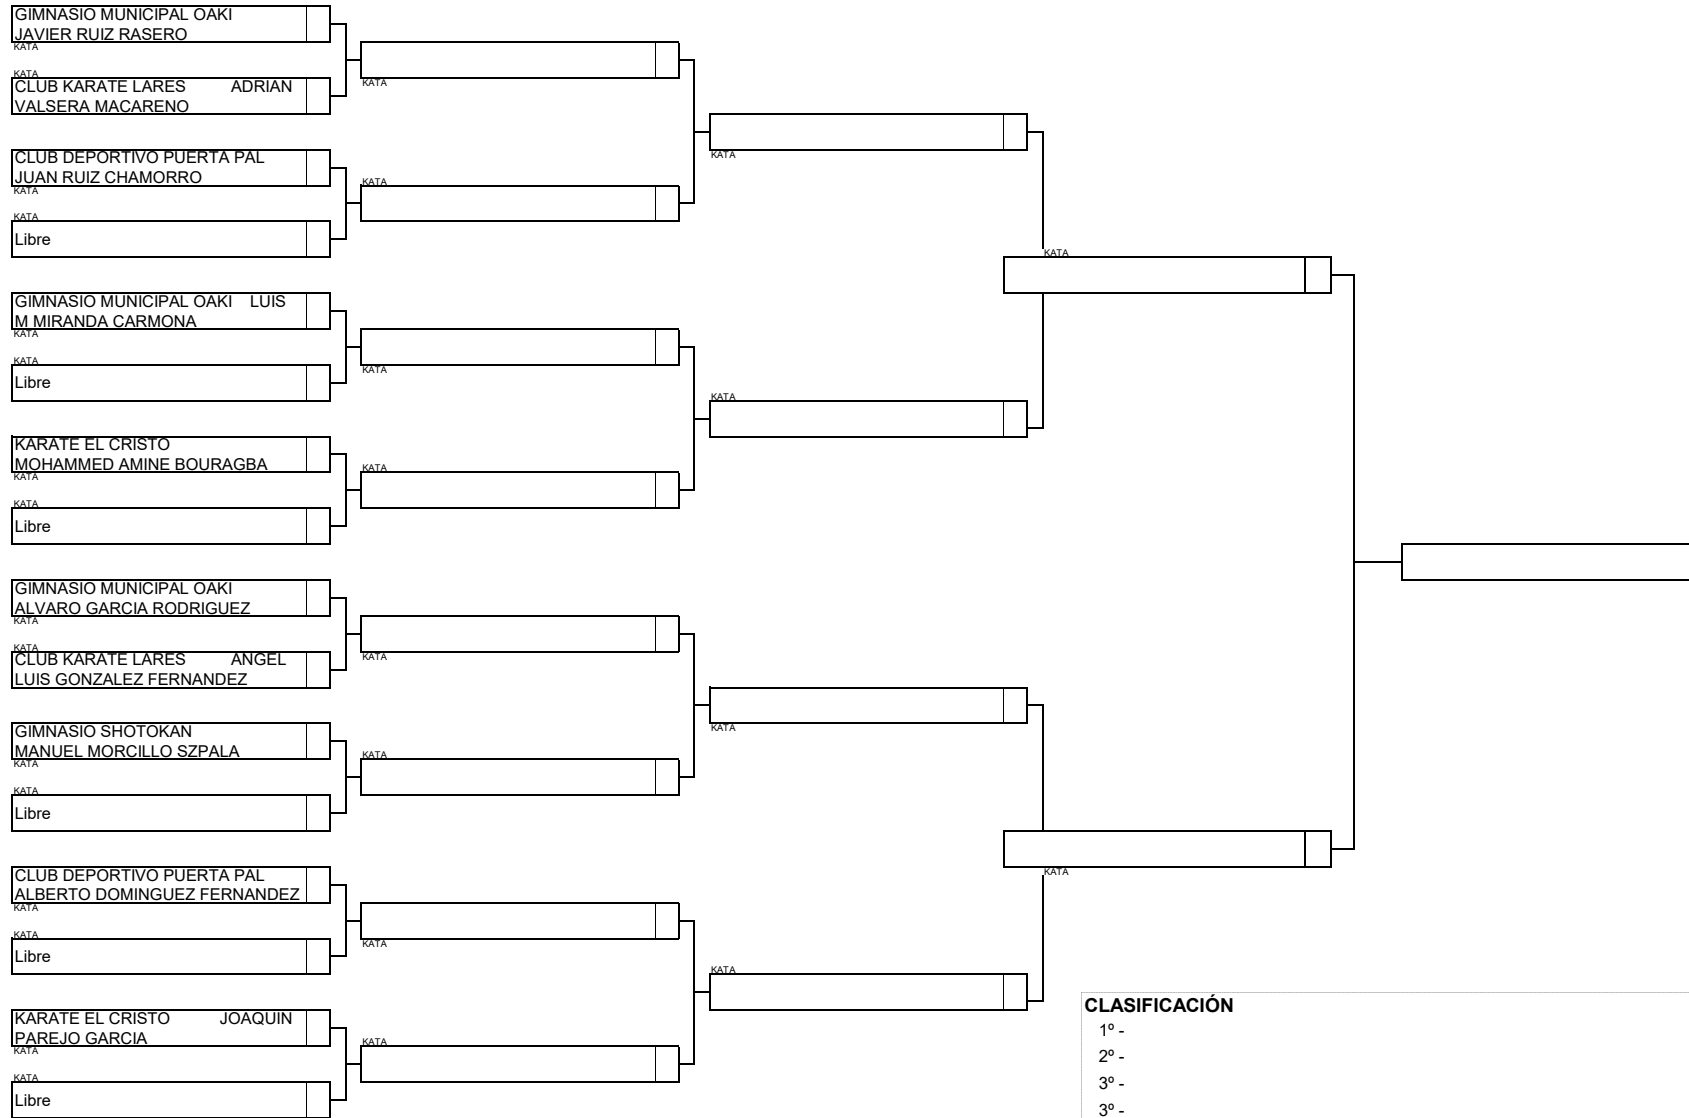 GIMNASIO MUNICIPAL OAKI
JAVIER RUIZ RASERO
KATA
KATA
CLUB KARATE LARES ADRIAN
VALSERA MACARENO
CLUB DEPORTIVO PUERTA PAL
JUAN RUIZ CHAMORRO
KATA
KATA
Libre
GIMNASIO MUNICIPAL OAKI LUIS
M MIRANDA CARMONA
KATA
KATA
Libre
KARATE EL CRISTO
MOHAMMED AMINE BOURAGBA
KATA
KATA
Libre
GIMNASIO MUNICIPAL OAKI
ALVARO GARCIA RODRIGUEZ
KATA
KATA
CLUB KARATE LARES ANGEL
LUIS GONZALEZ FERNANDEZ
GIMNASIO SHOTOKAN
MANUEL MORCILLO SZPALA
KATA
KATA
Libre
CLUB DEPORTIVO PUERTA PAL
ALBERTO DOMINGUEZ FERNANDEZ
KATA
KATA
Libre
KARATE EL CRISTO JOAQUIN
PAREJO GARCIA
KATA
KATA
Libre
KATA
KATA
KATA
KATA
KATA
KATA
KATA
KATA
KATA
KATA
KATA
KATA
KATA
KATA
CLASIFICACIÓN
1º -
2º -
3º -
3º -